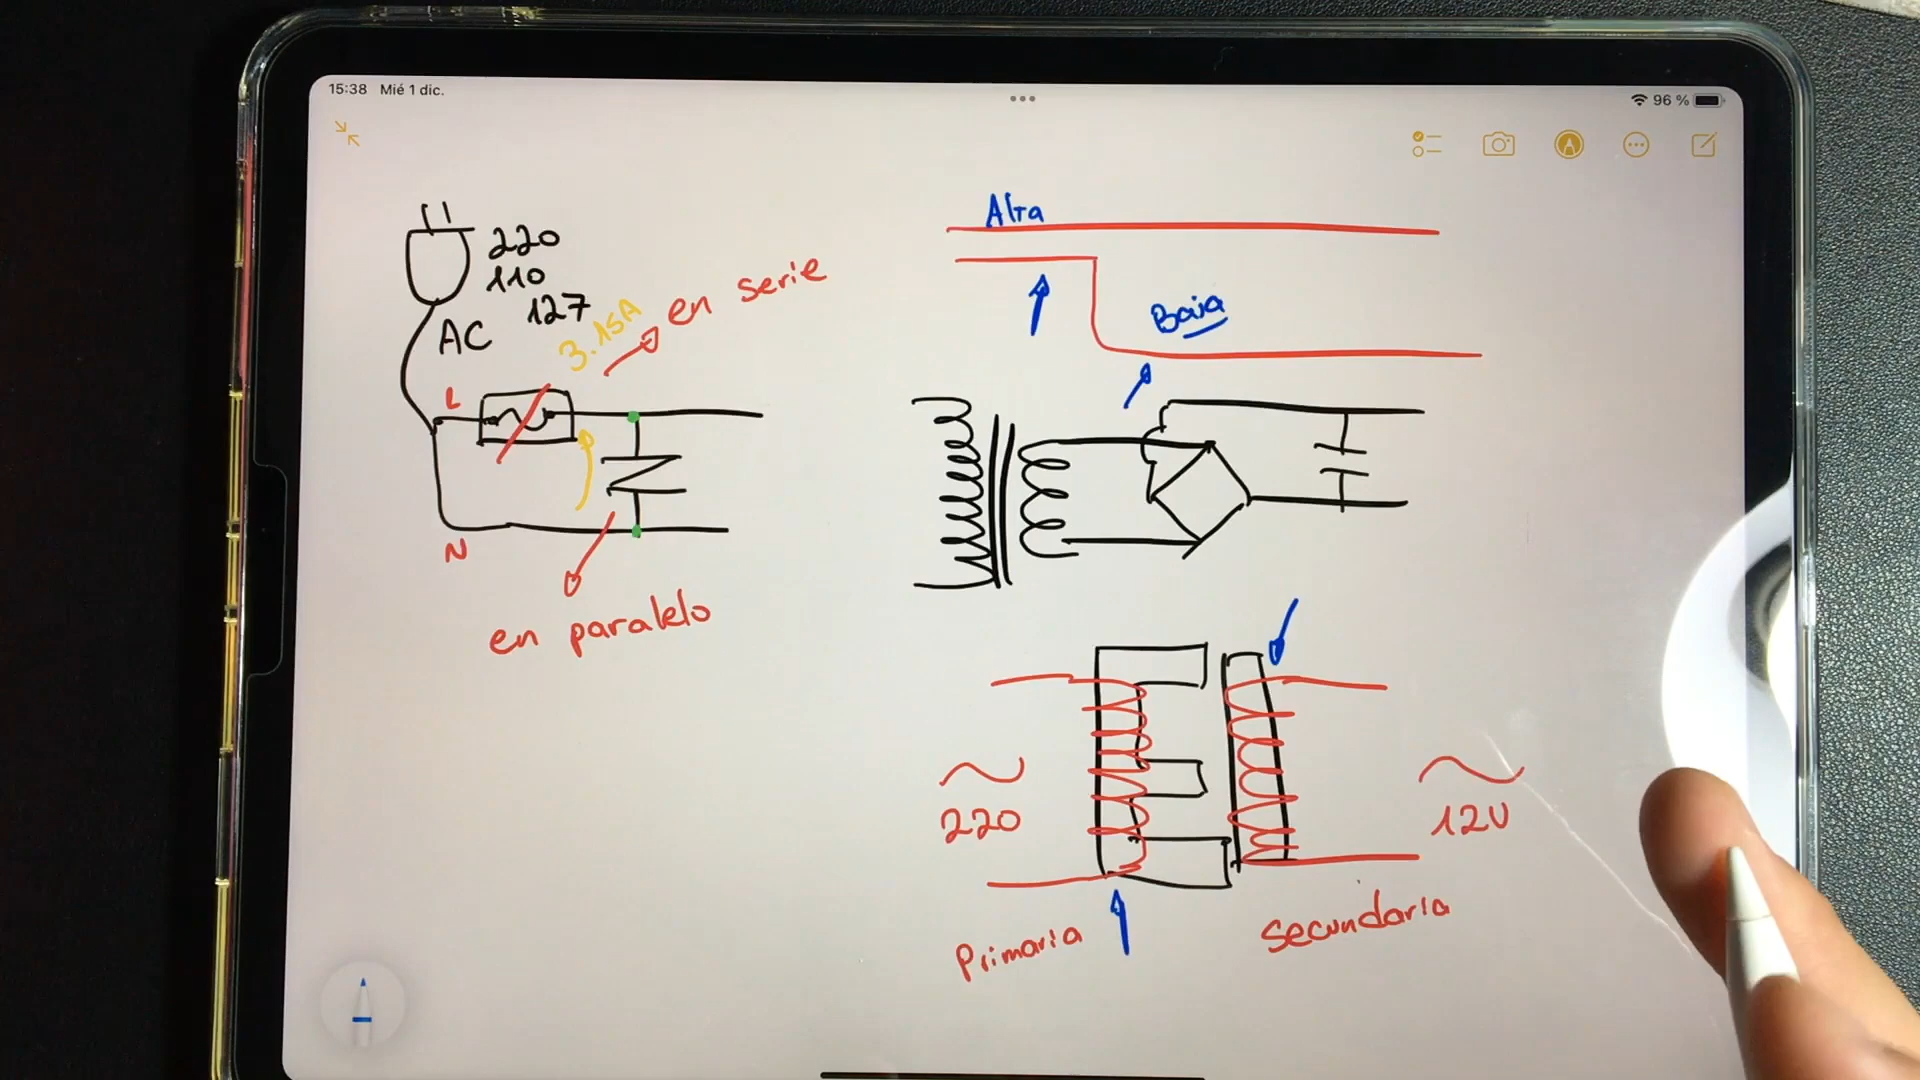 15:38 Mié 1 dic.
96 %
220
110
127
AC
3.15A
en serie
L
N
en paralelo
Alta
Baja
220
12V
Primaria
Secundaria